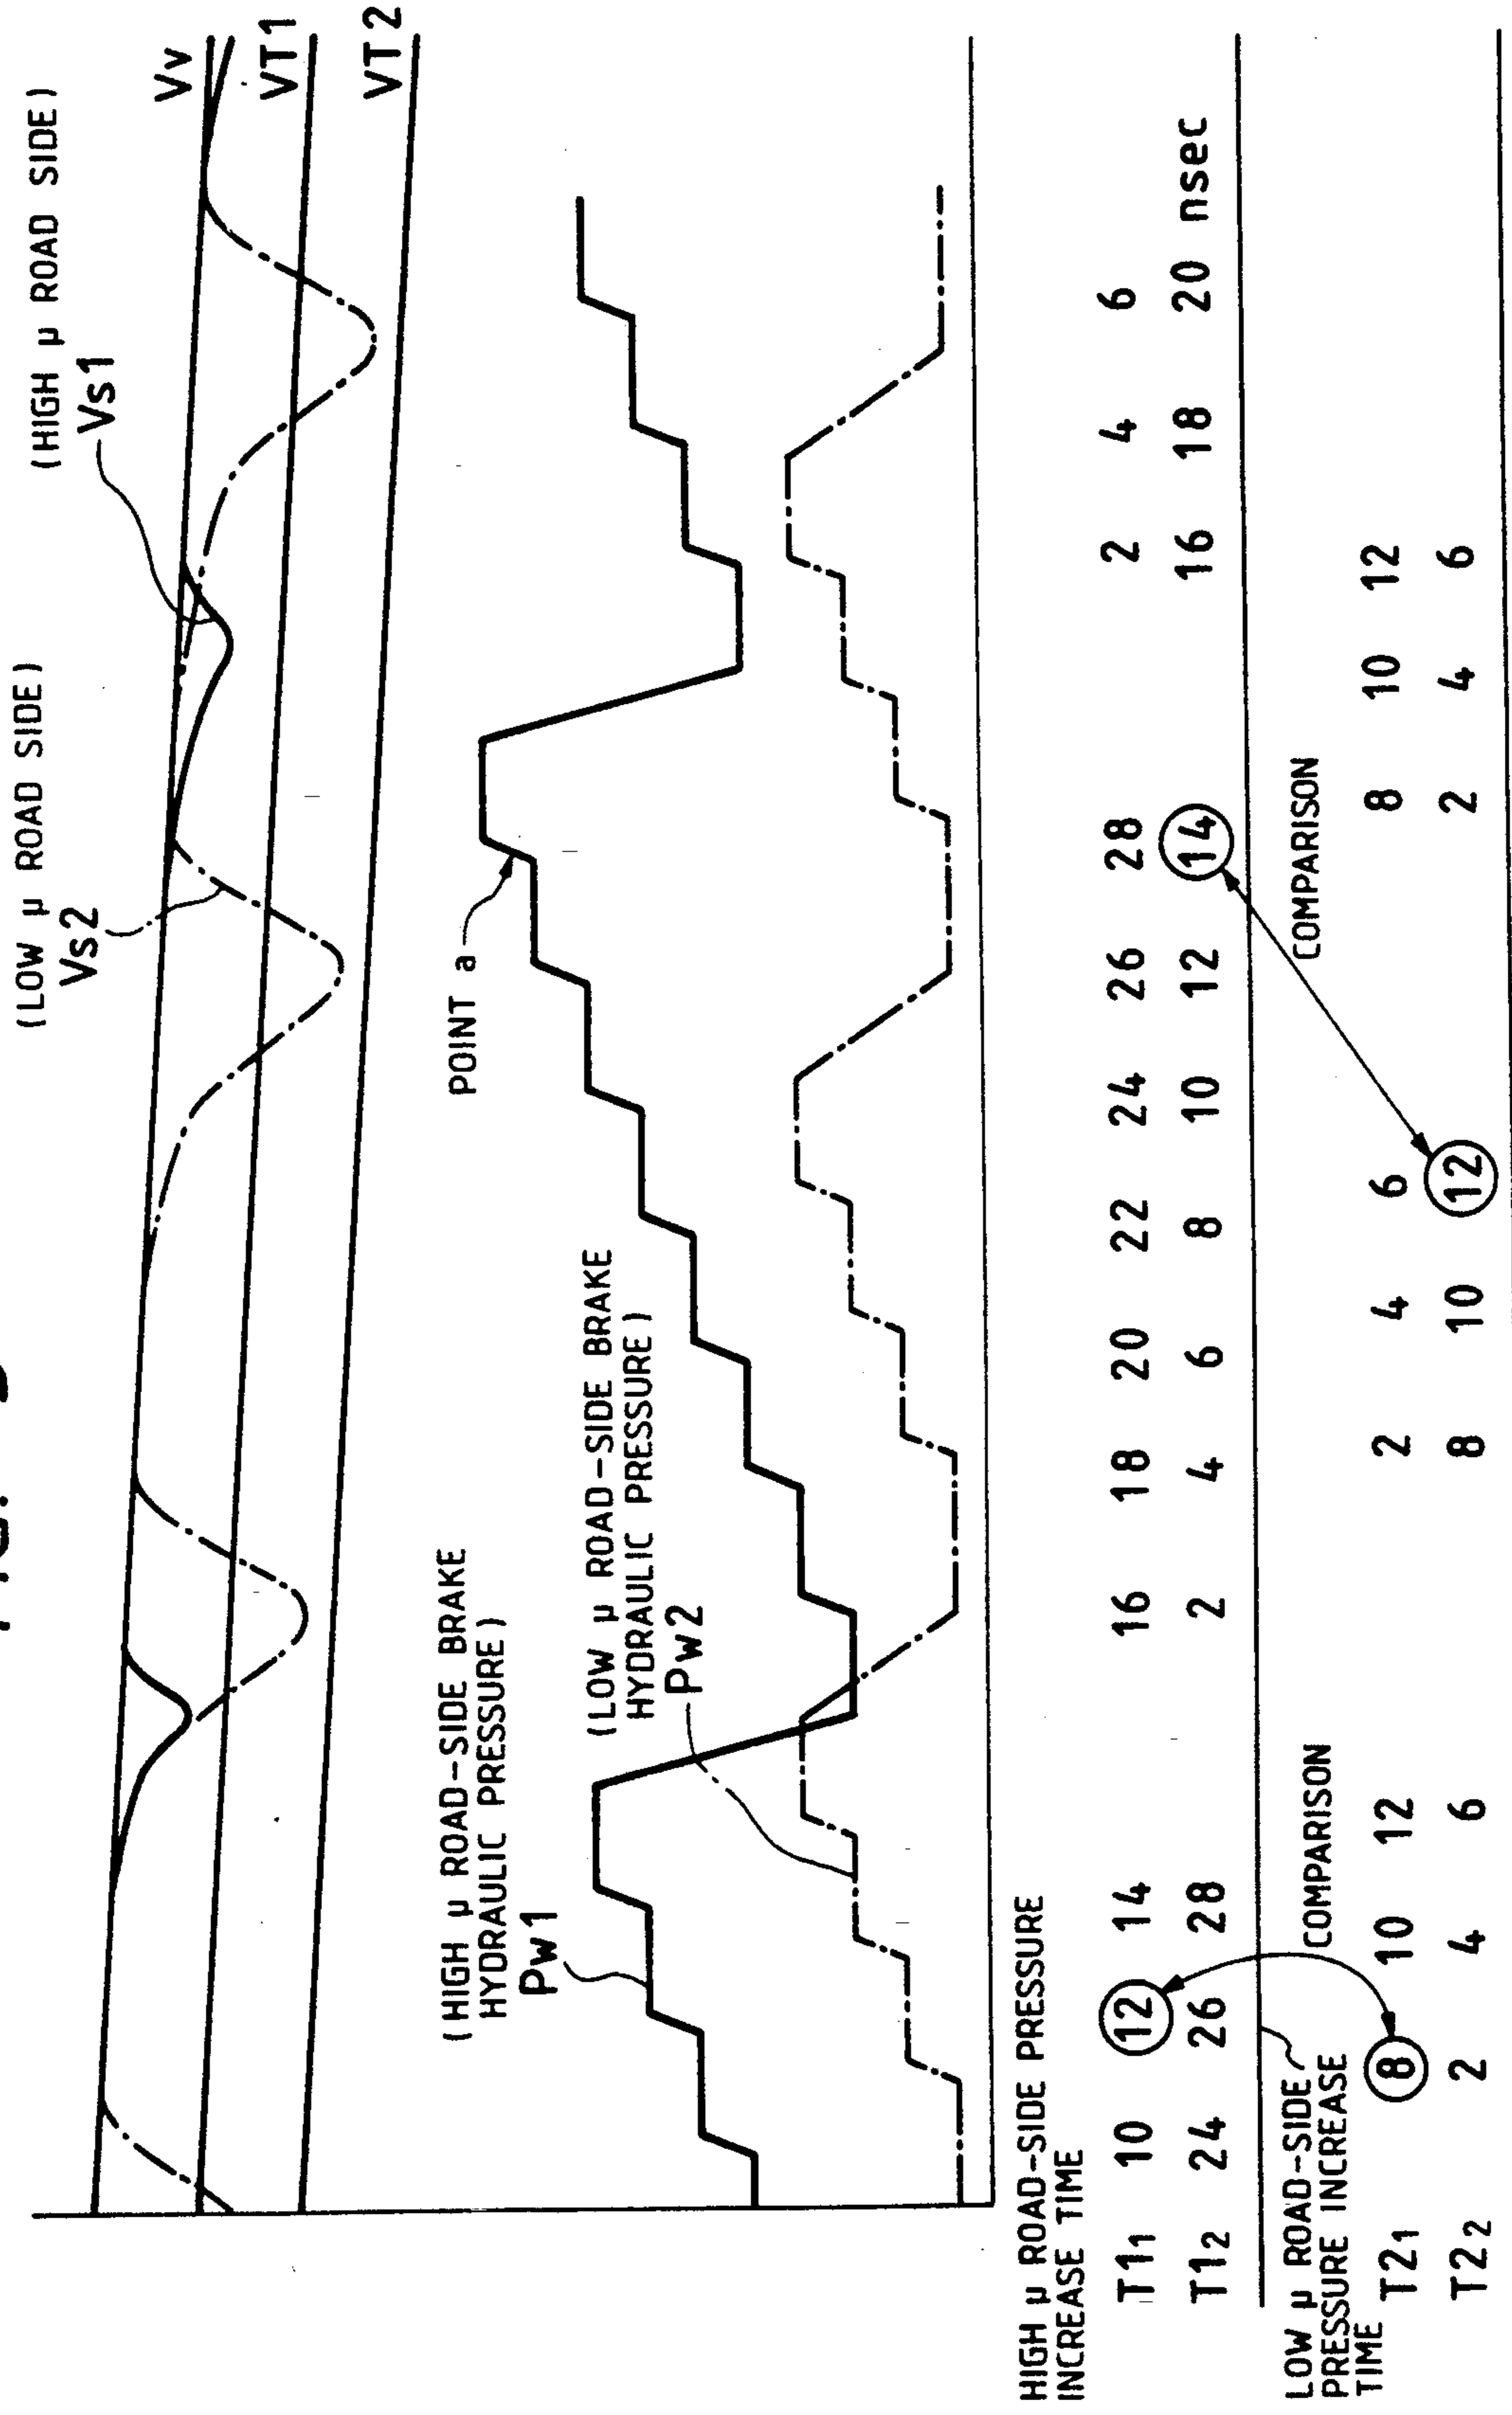 (LOW μ ROAD SIDE)
Vs2
(HIGH μ ROAD SIDE)
Vs1
Vv
VT1
VT2
(HIGH μ ROAD-SIDE BRAKE
HYDRAULIC PRESSURE)
Pw1
POINT a
(LOW μ ROAD-SIDE BRAKE
HYDRAULIC PRESSURE)
Pw2
HIGH μ ROAD-SIDE PRESSURE
INCREASE TIME
T1₁ 10 12 14 16 18 20 22 24 26 28 2 4 6
T1₂ 24 26 28 2 4 6 8 10 12 14 16 18 20 nsec
LOW μ ROAD-SIDE
PRESSURE INCREASE
TIME
COMPARISON
COMPARISON
T2₁ 8 10 12 2 4 6 8 10 12
T2₂ 2 4 6 8 10 12 2 4 6